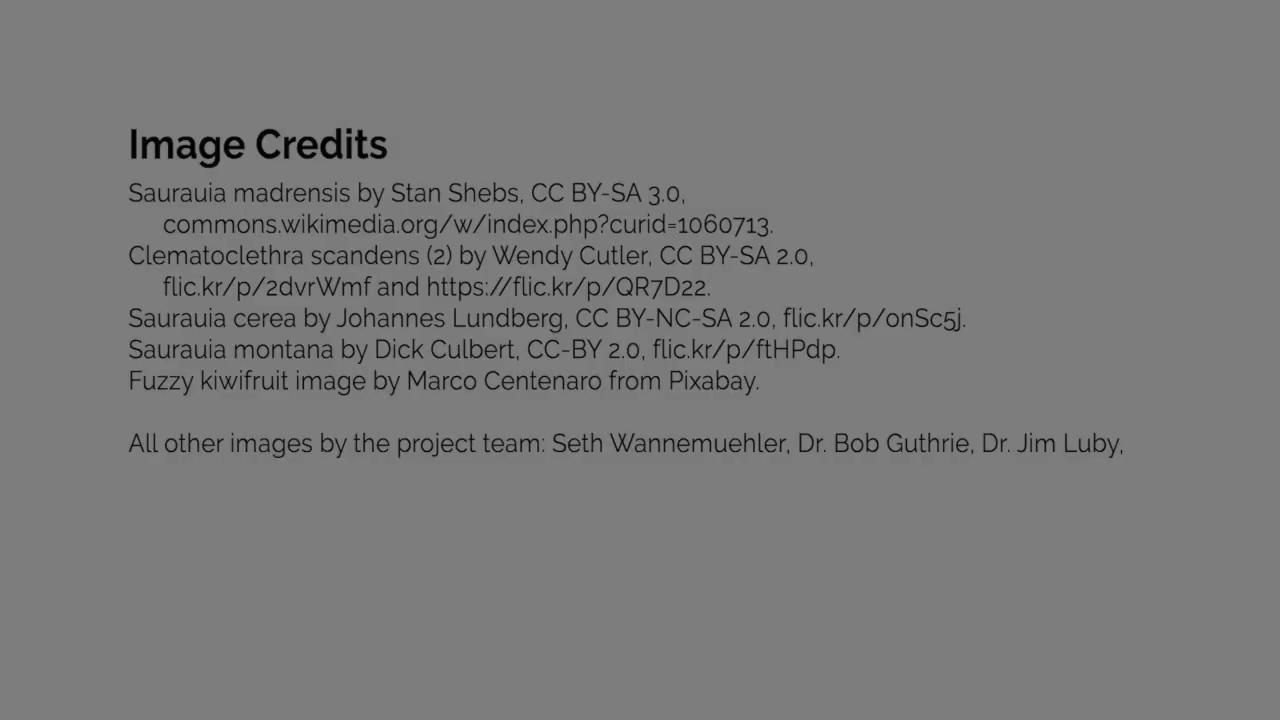 Image Credits
Saurauia madrensis by Stan Shebs, CC BY-SA 3.0,
commons.wikimedia.org/w/index.php?curid=1060713.
Clematoclethra scandens (2) by Wendy Cutler, CC BY-SA 2.0,
flic.kr/p/2dvrWmf and https://flic.kr/p/QR7D22.
Saurauia cerea by Johannes Lundberg, CC BY-NC-SA 2.0, flic.kr/p/onSc5j.
Saurauia montana by Dick Culbert, CC-BY 2.0, flic.kr/p/ftHPdp.
Fuzzy kiwifruit image by Marco Centenaro from Pixabay.
All other images by the project team: Seth Wannemuehler, Dr. Bob Guthrie, Dr. Jim Luby,